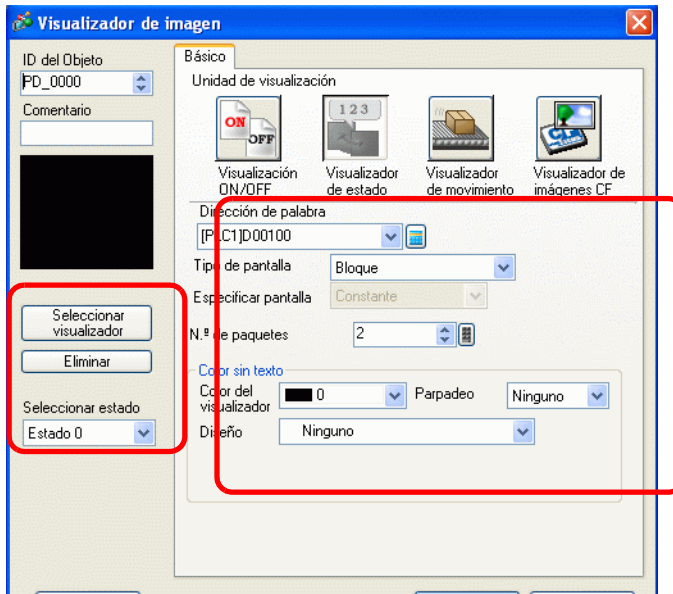 Visualizador de imagen
ID del Objeto
PD_0000
Comentario
Seleccionar
visualizador
Eliminar
Seleccionar estado
Estado 0
Básico
Unidad de visualización
ON
OFF
Visualización
ON/OFF
123
Visualizador
de estado
Visualizador
de movimiento
CF
Visualizador de
imágenes CF
Dirección de palabra
[PLC1]D00100
Tipo de pantalla
Bloque
Especificar pantalla
Constante
N.º de paquetes
2
Color sin texto
Color del
visualizador
0
Parpadeo
Ninguno
Diseño
Ninguno